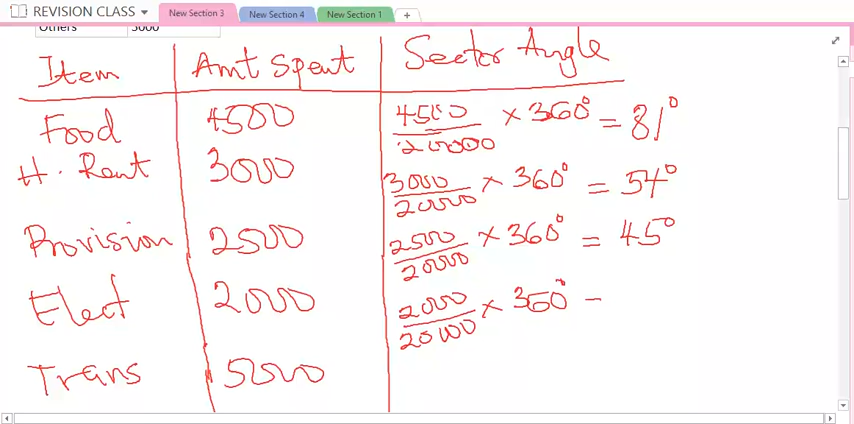 REVISION CLASS New Section 3 New Section 4 New Section 1 +
Others 3000
Item Amt Spent Sector Angle
Food 4500 4500/20000 × 360° = 81°
H. Rent 3000 3000/20000 × 360° = 54°
Provision 2500 2500/20000 × 360° = 45°
Elect 2000 2000/20000 × 360° =
Trans 5000